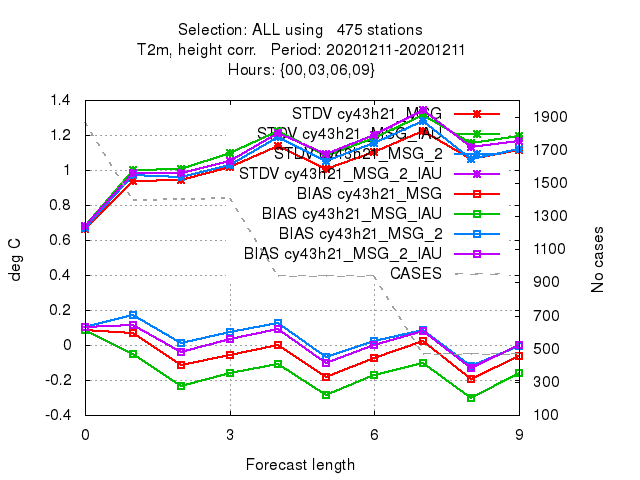 Selection: ALL using 475 stations
T2m, height corr. Period: 20201211-20201211
Hours: {00,03,06,09}
1.4
1.2
1
0.8
0.6
0.4
0.2
0
-0.2
-0.4
deg C
STDV cy43h21_MSG
STDV cy43h21_MSG_IAU
STDV cy43h21_MSG_2
STDV cy43h21_MSG_2_IAU
BIAS cy43h21_MSG
BIAS cy43h21_MSG_IAU
BIAS cy43h21_MSG_2
BIAS cy43h21_MSG_2_IAU
CASES
1900
1700
1500
1300
1100
900
700
500
300
100
No cases
0 3 6 9
Forecast length